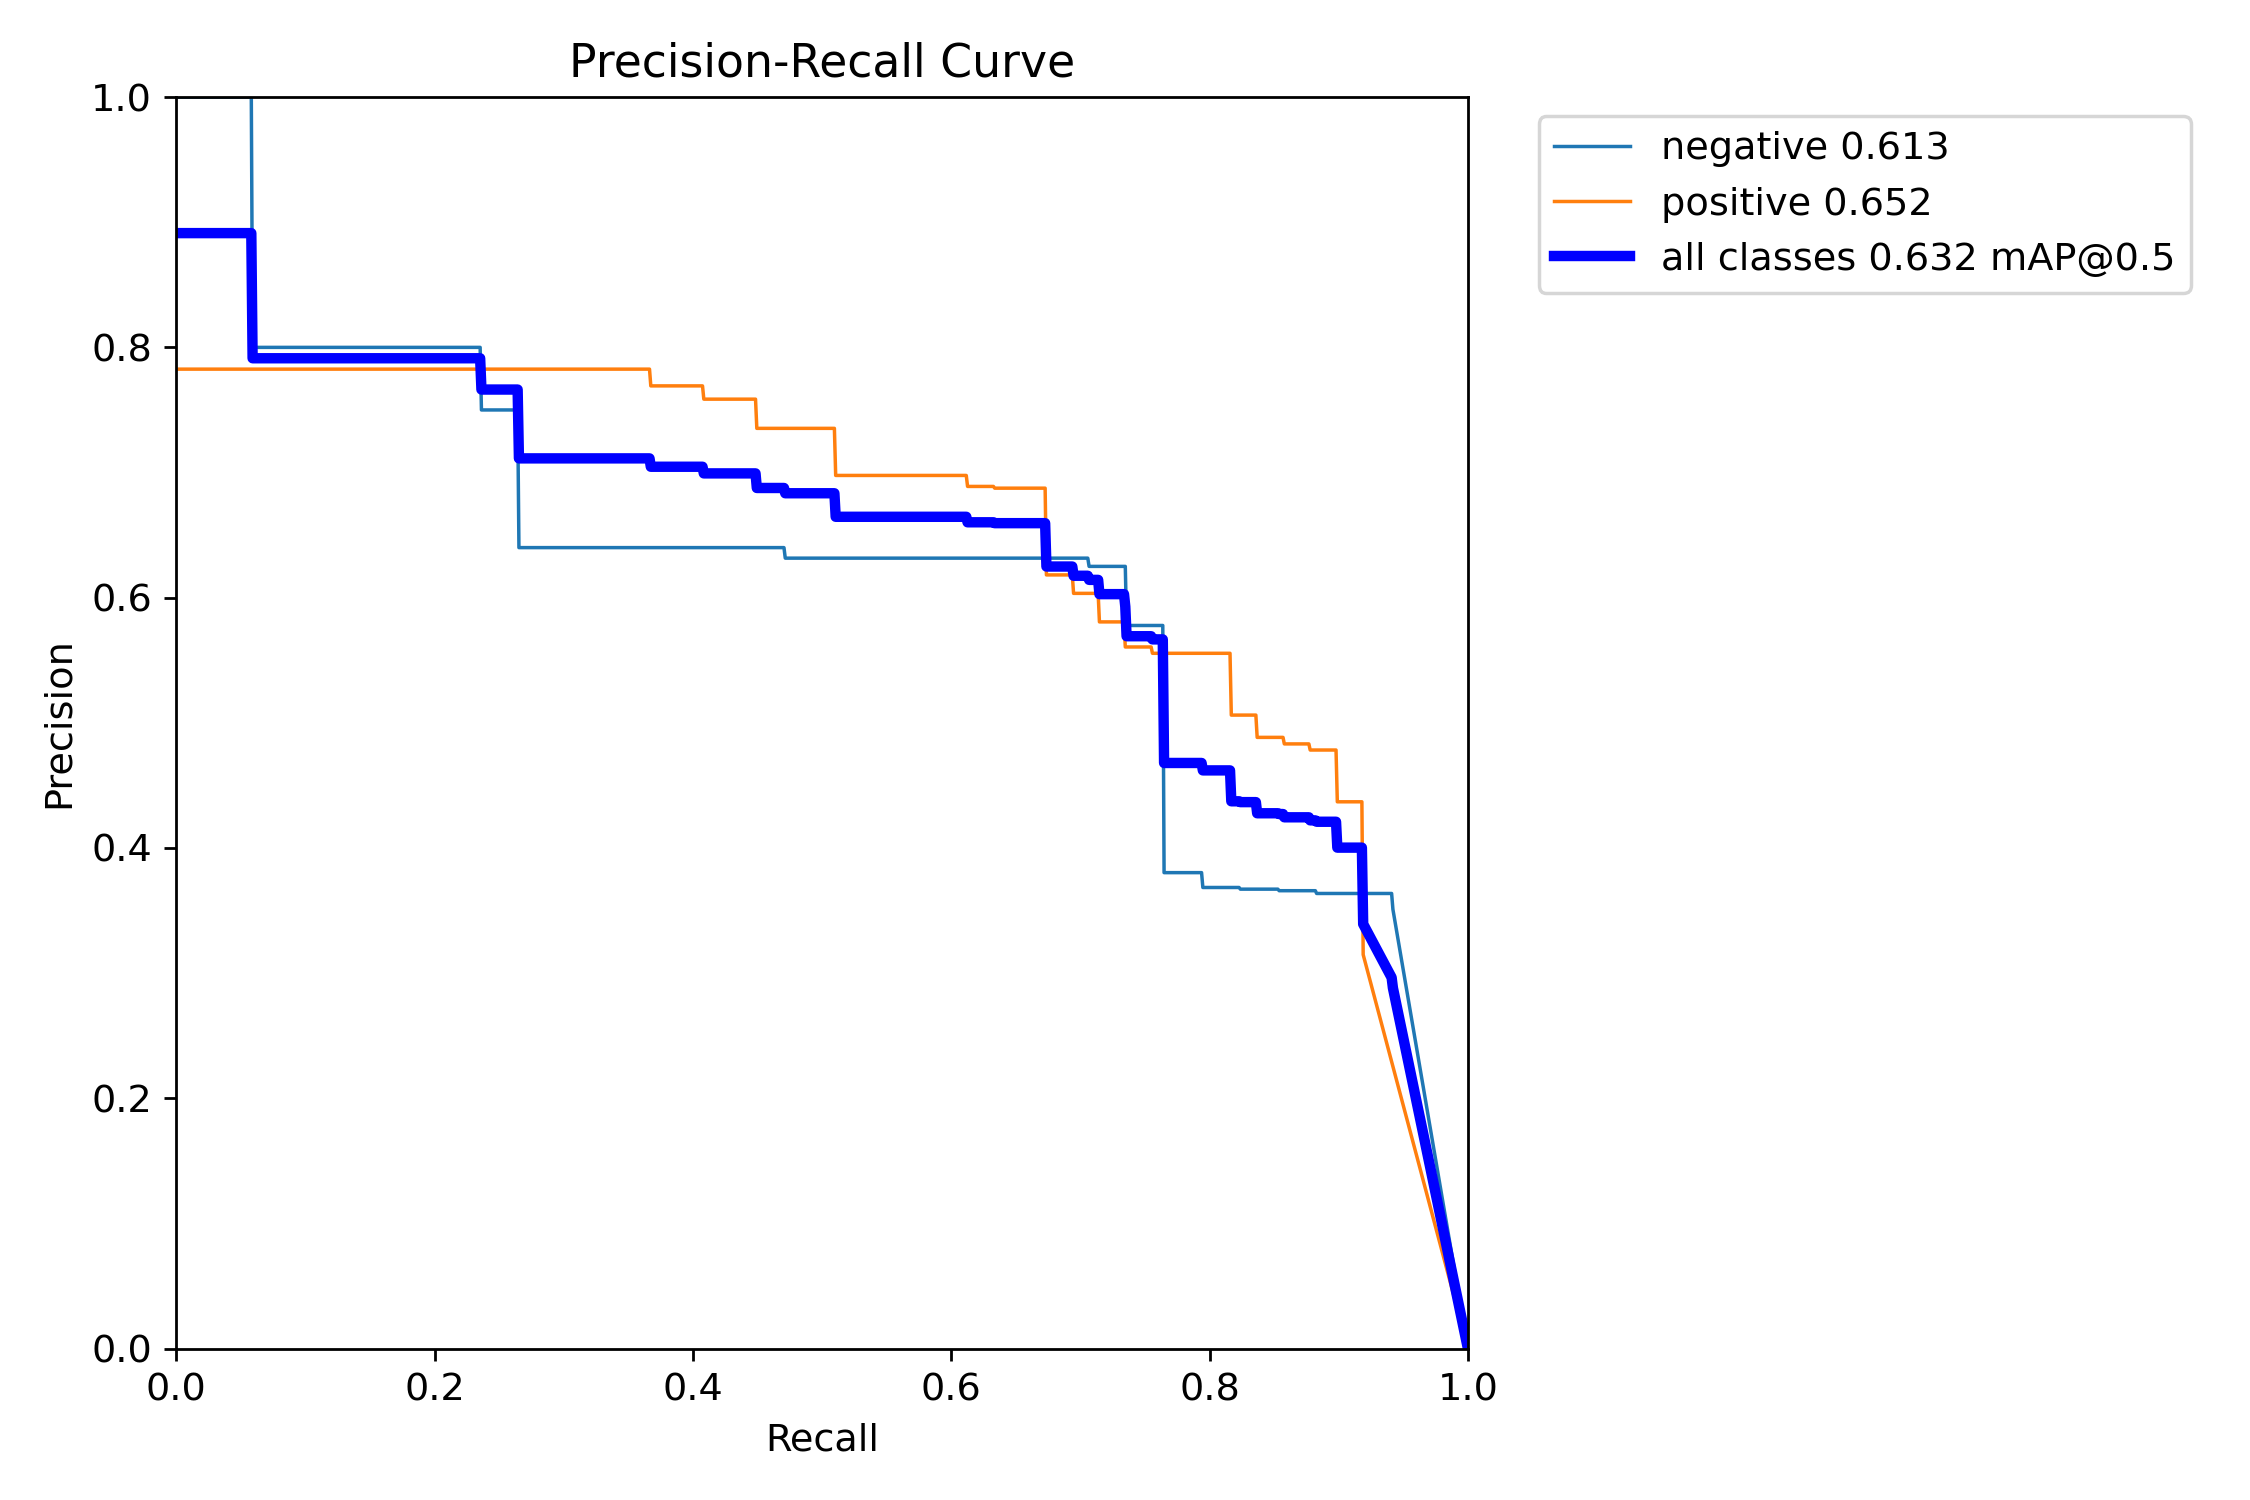 Precision-Recall Curve
1.0
0.8
0.6
0.4
0.2
0.0
Precision
0.0 0.2 0.4 0.6 0.8 1.0
Recall
negative 0.613
positive 0.652
all classes 0.632 mAP@0.5